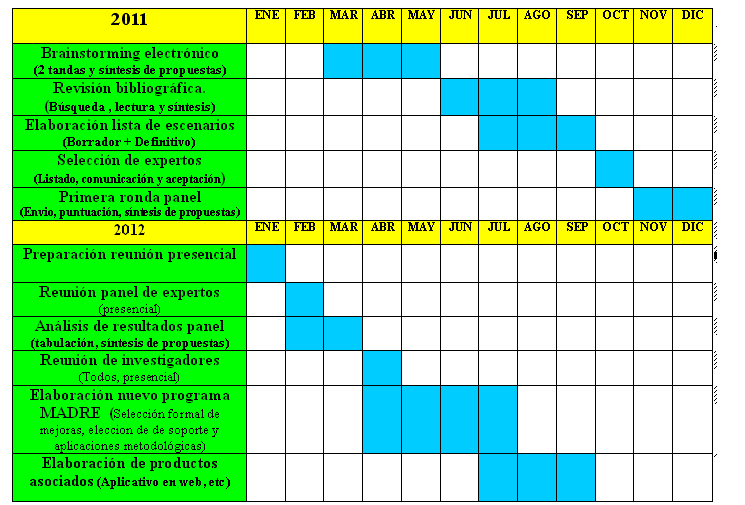 2011 ENE FEB MAR ABR MAY JUN JUL AGO SEP OCT NOV DIC
Brainstorming electrónico
(2 tandas y síntesis de propuestas)
Revisión bibliográfica.
(Búsqueda , lectura y síntesis)
Elaboración lista de escenarios
(Borrador + Definitivo)
Selección de expertos
(Listado, comunicación y aceptación)
Primera ronda panel
(Envío, puntuación, síntesis de propuestas)
2012 ENE FEB MAR ABR MAY JUN JUL AGO SEP OCT NOV DIC
Preparación reunión presencial
Reunión panel de expertos
(presencial)
Análisis de resultados panel
(tabulación, síntesis de propuestas)
Reunión de investigadores
(Todos, presencial)
Elaboración nuevo programa
MADRE (Selección formal de
mejoras, eleccion de de soporte y
aplicaciones metodológicas)
Elaboración de productos
asociados (Aplicativo en web, etc)